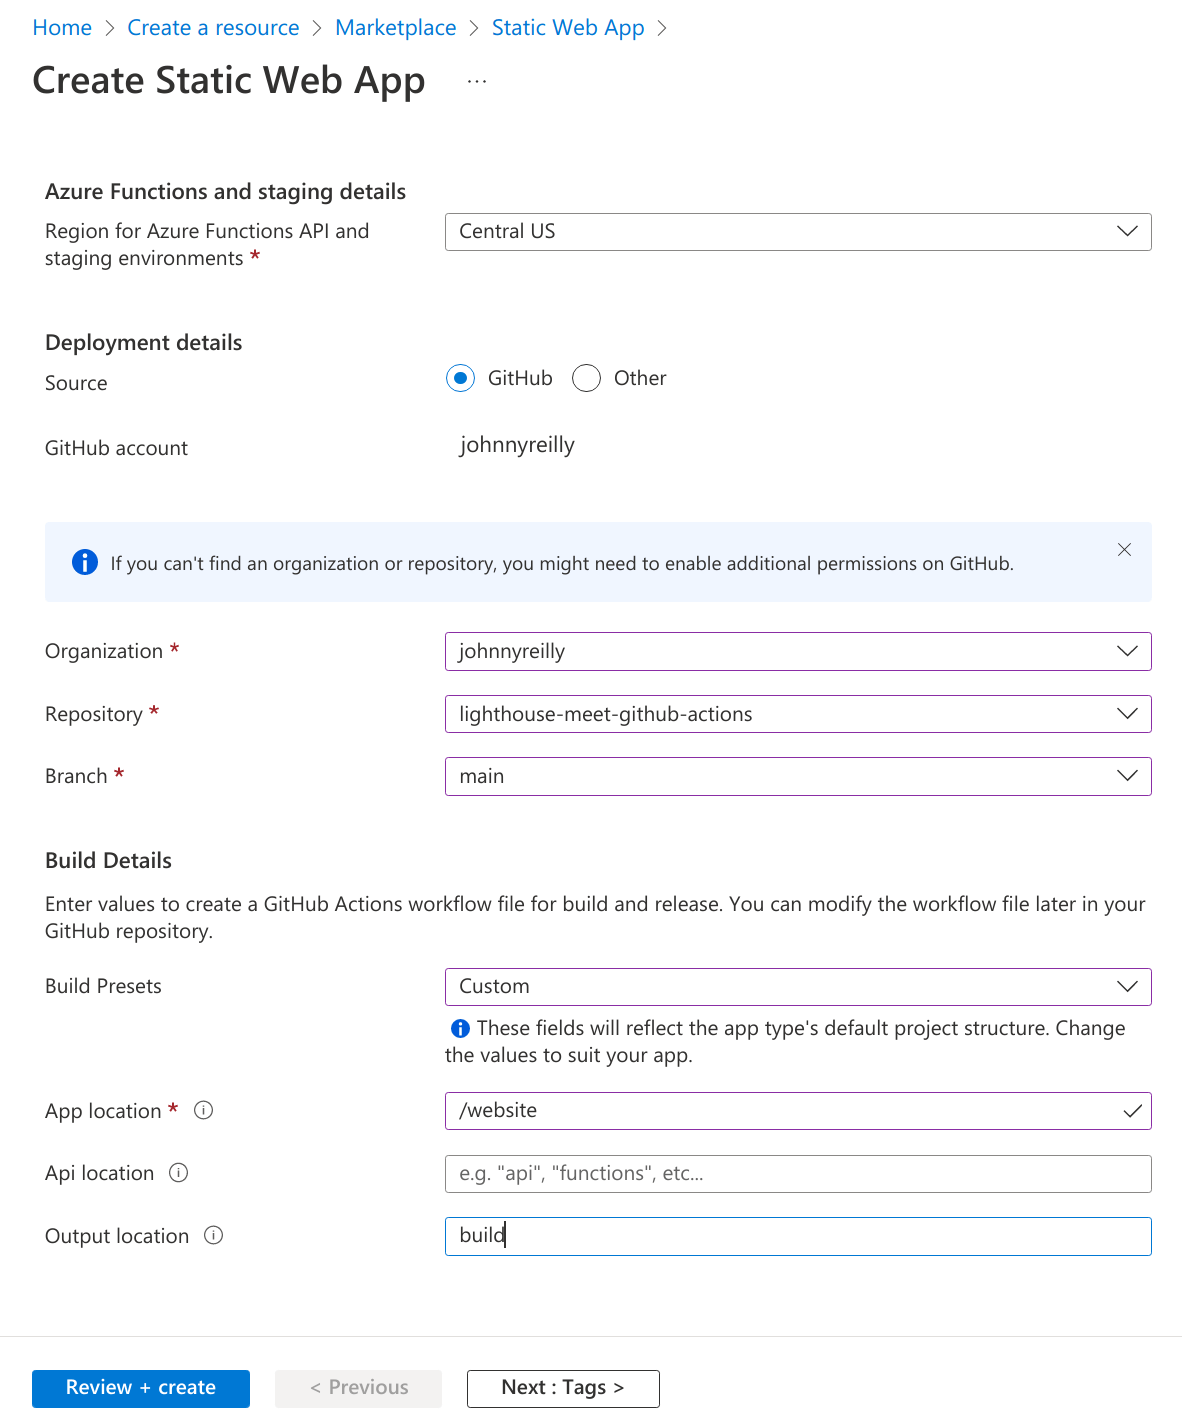 Home > Create a resource > Marketplace > Static Web App >
Create Static Web App ...
Azure Functions and staging details
Region for Azure Functions API and
staging environments *
Central US
Deployment details
Source
GitHub
Other
GitHub account
johnnyreilly
If you can't find an organization or repository, you might need to enable additional permissions on GitHub.
Organization *
johnnyreilly
Repository *
lighthouse-meet-github-actions
Branch *
main
Build Details
Enter values to create a GitHub Actions workflow file for build and release. You can modify the workflow file later in your
GitHub repository.
Build Presets
Custom
These fields will reflect the app type's default project structure. Change
the values to suit your app.
App location *
/website
Api location
e.g. "api", "functions", etc...
Output location
build
Review + create
< Previous
Next : Tags >